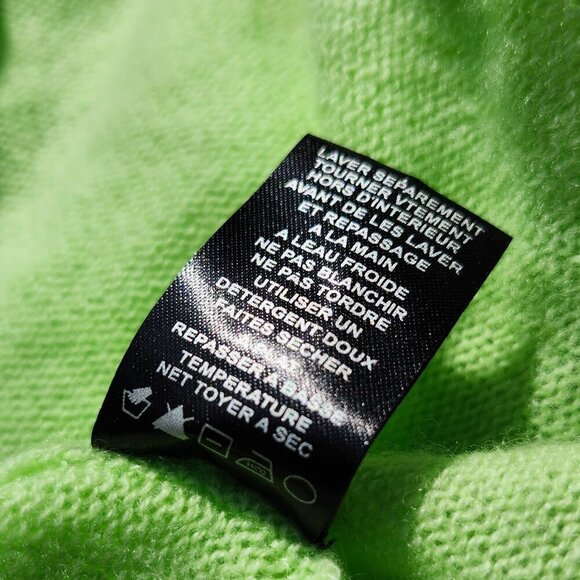 LAVER SEPAREMENT
TOURNER VTEMENT
HORS D'INTERIEUR
AVANT DE LES LAVER
ET REPASSAGE
A LA MAIN
A LEAU FROIDE
NE PAS BLANCHIR
NE PAS TORDRE
UTILISER UN
DETERGENT DOUX
FAITES SECHER
REPASSER A BASSE
TEMPERATURE
NET TOYER A SEC